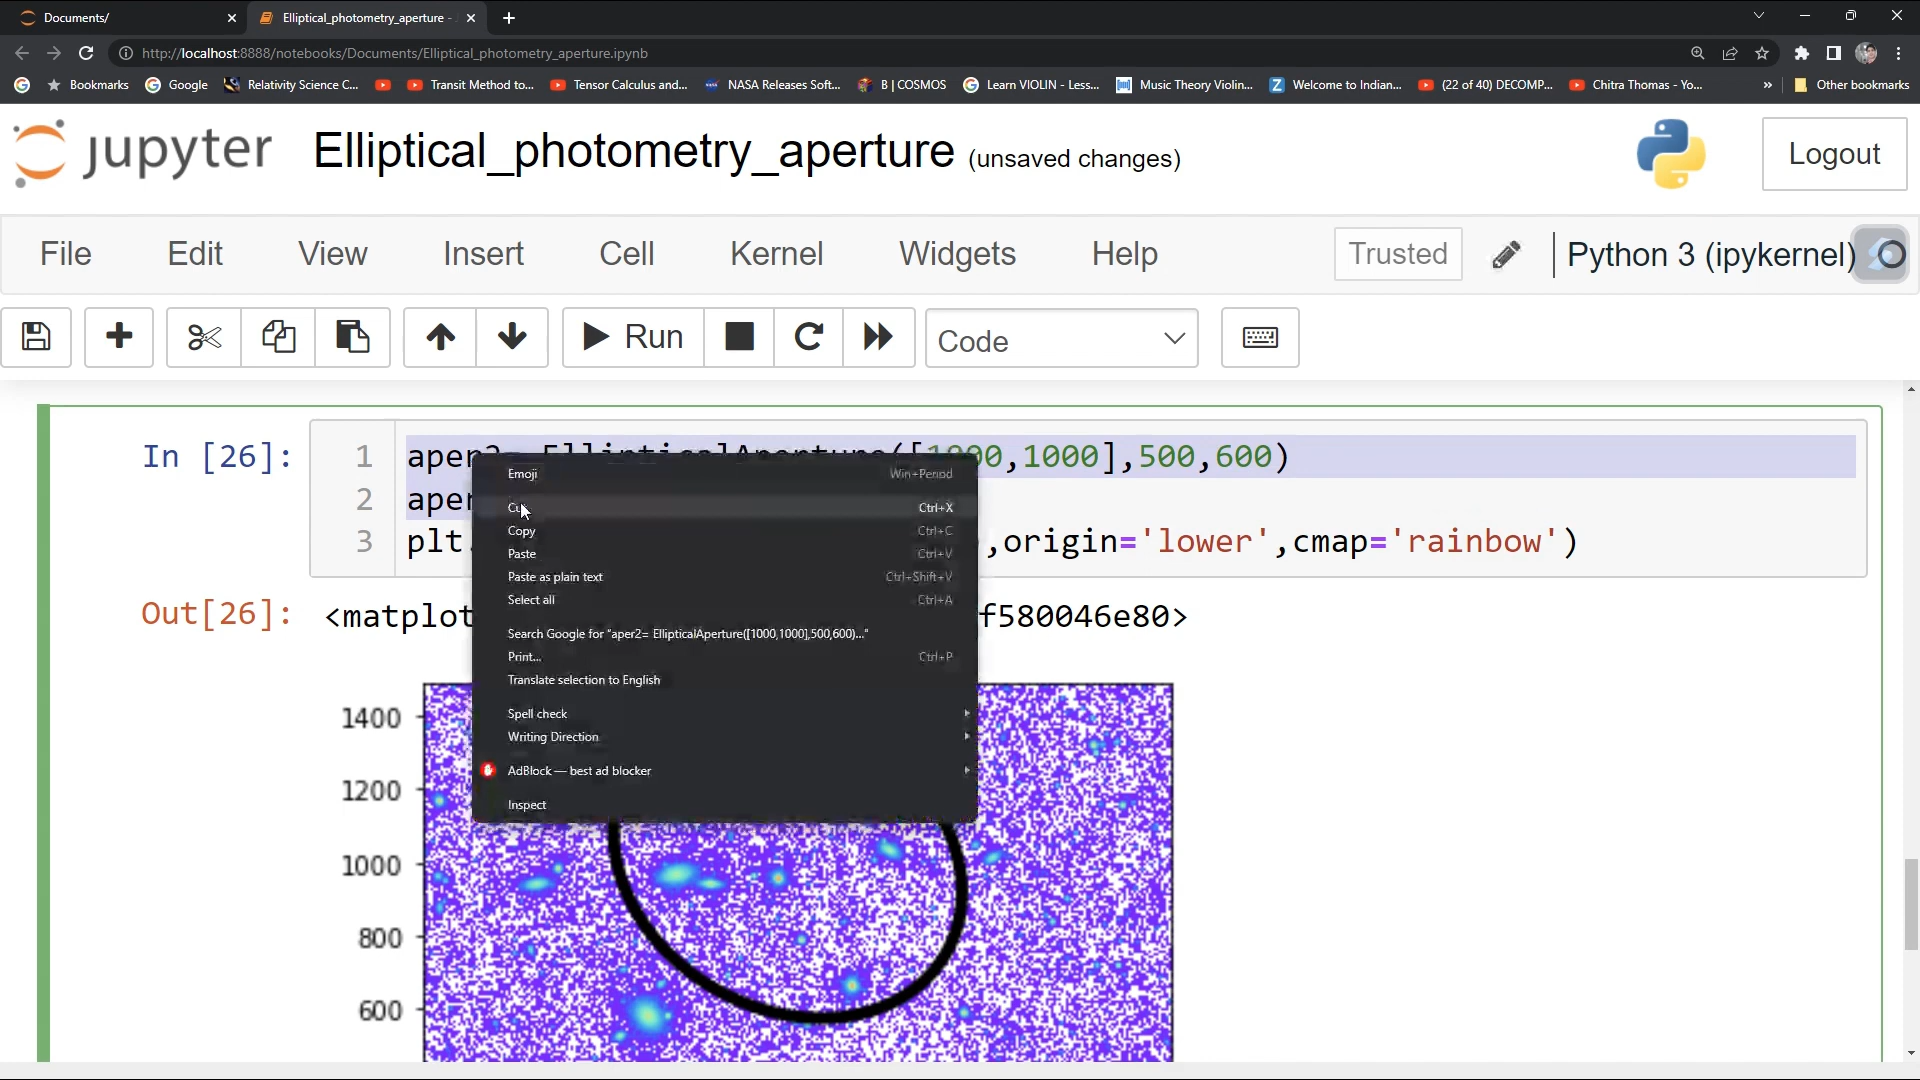 Documents/
Elliptical_photometry_aperture -
http://localhost:8888/notebooks/Documents/Elliptical_photometry_aperture.ipynb
Bookmarks Google Relativity Science C... Transit Method to... Tensor Calculus and... NASA Releases Soft... B | COSMOS Learn VIOLIN - Less... Music Theory Violin... Welcome to Indian... (22 of 40) DECOMP... Chitra Thomas - Yo... » Other bookmarks
jupyter Elliptical_photometry_aperture (unsaved changes) Logout
File Edit View Insert Cell Kernel Widgets Help Trusted Python 3 (ipykernel)
Run Code
In [26]: 1 aper2= EllipticalAperture([1000,1000],500,600)
2 aper
3 plt. ,origin='lower',cmap='rainbow')
Emoji Win+Period
Cut Ctrl+X
Copy Ctrl+C
Paste Ctrl+V
Paste as plain text Ctrl+Shift+V
Select all Ctrl+A
Search Google for "aper2= EllipticalAperture([1000,1000],500,600)..."
Print... Ctrl+P
Translate selection to English
Spell check
Writing Direction
AdBlock — best ad blocker
Inspect
Out[26]: <matplot f580046e80>
1400
1200
1000
800
600